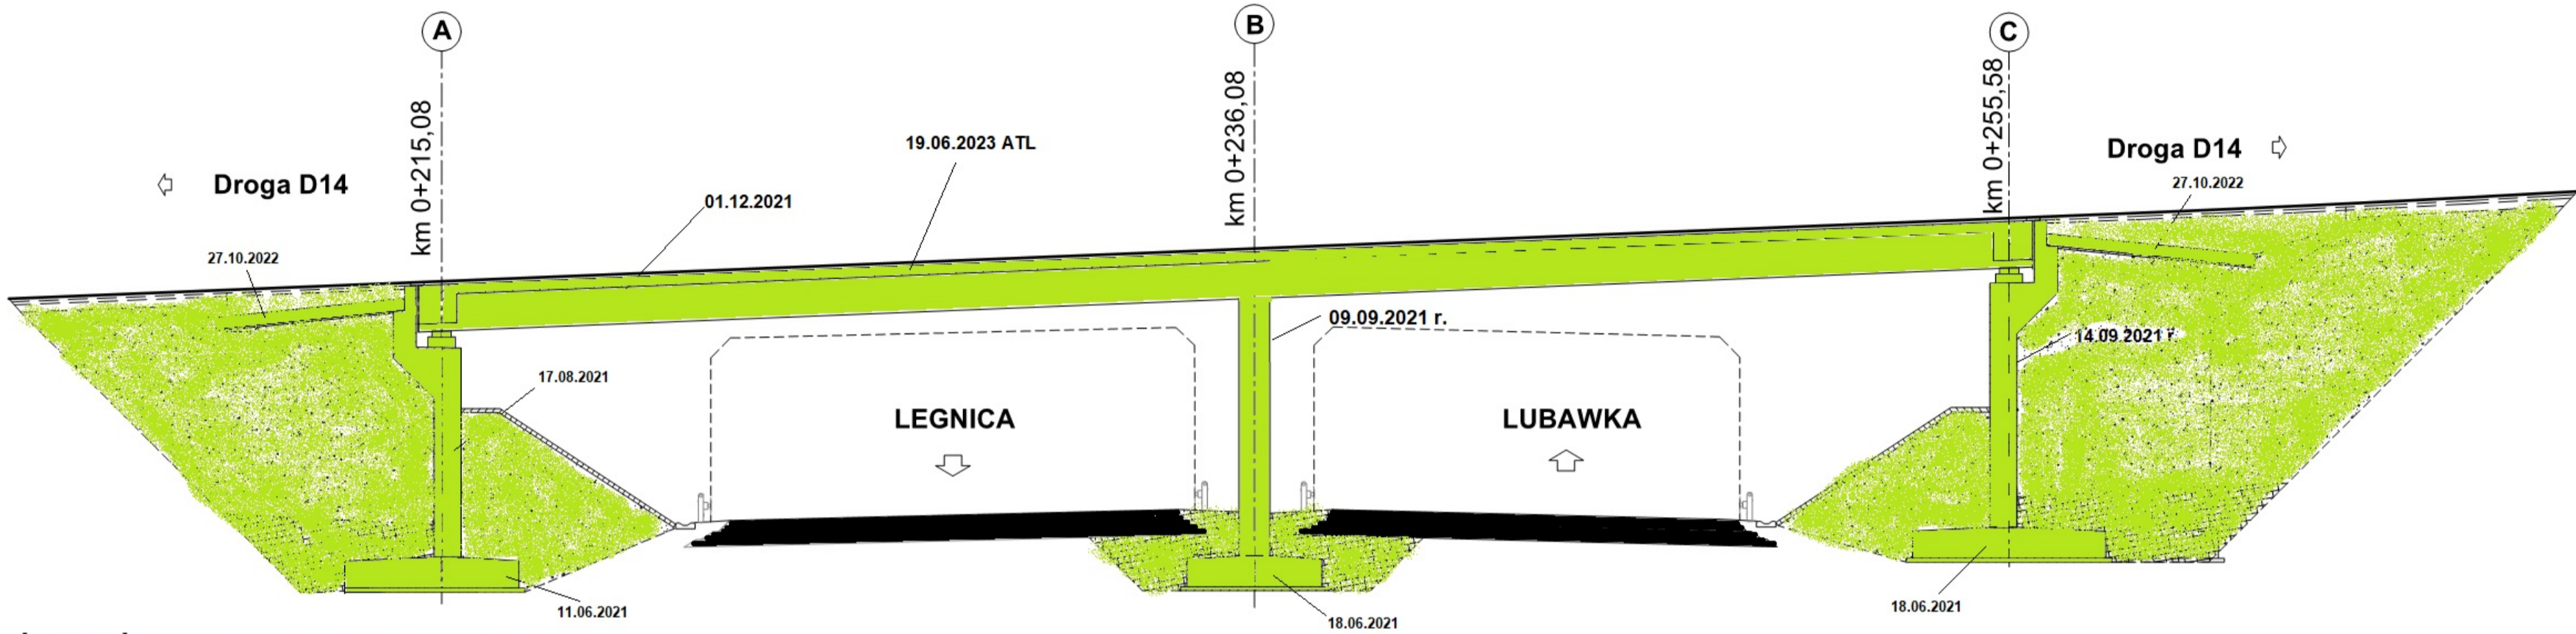 A
B
C
km 0+215,08
km 0+236,08
km 0+255,58
19.06.2023 ATL
Droga D14
Droga D14
27.10.2022
01.12.2021
27.10.2022
09.09.2021 r.
14.09.2021 r.
17.08.2021
LEGNICA
LUBAWKA
11.06.2021
18.06.2021
18.06.2021